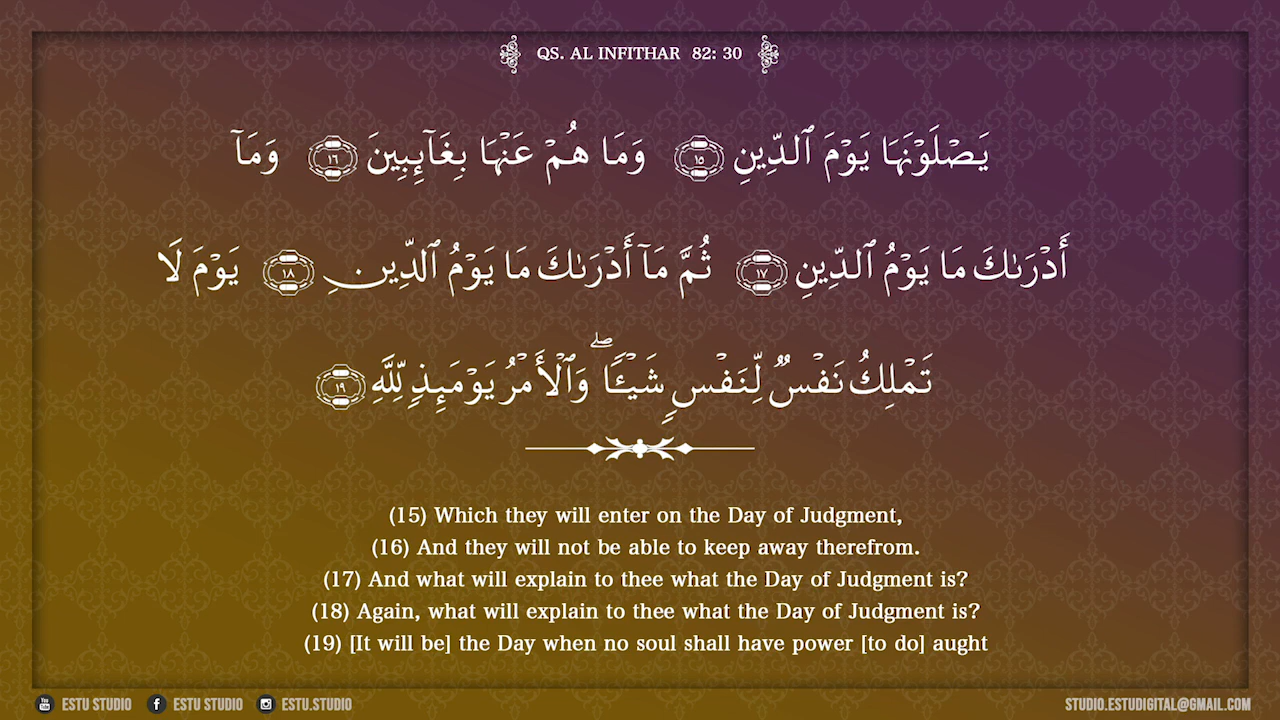 QS. AL INFITHAR 82: 30
يَصْلَوْنَهَا يَوْمَ ٱلدِّينِ ١٥ وَمَا هُمْ عَنْهَا بِغَآئِبِينَ ١٦ وَمَآ
أَدْرَىٰكَ مَا يَوْمُ ٱلدِّينِ ١٧ ثُمَّ مَآ أَدْرَىٰكَ مَا يَوْمُ ٱلدِّينِ ١٨ يَوْمَ لَا
تَمْلِكُ نَفْسٌ لِّنَفْسٍ شَيْـًٔا ۖ وَٱلْأَمْرُ يَوْمَئِذٍ لِّلَّهِ ١٩
(15) Which they will enter on the Day of Judgment,
(16) And they will not be able to keep away therefrom.
(17) And what will explain to thee what the Day of Judgment is?
(18) Again, what will explain to thee what the Day of Judgment is?
(19) [It will be] the Day when no soul shall have power [to do] aught
ESTU STUDIO ESTU STUDIO ESTU.STUDIO STUDIO.ESTUDIGITAL@GMAIL.COM